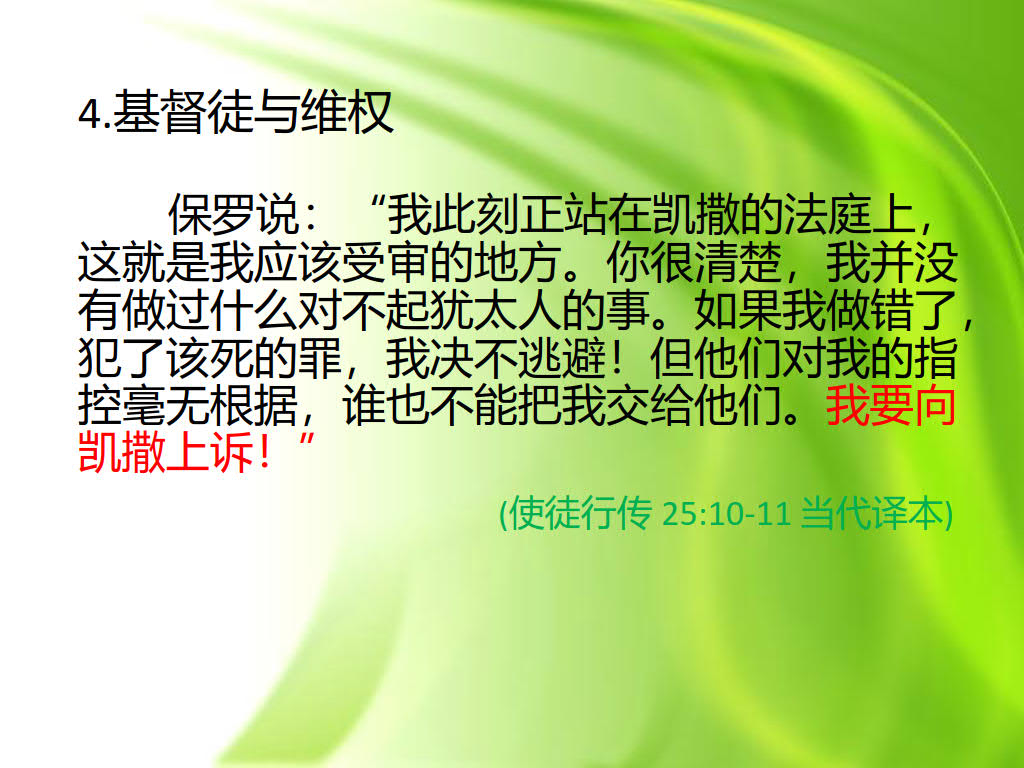 4.基督徒与维权
保罗说：“我此刻正站在凯撒的法庭上，
这就是我应该受审的地方。你很清楚，我并没
有做过什么对不起犹太人的事。如果我做错了，
犯了该死的罪，我决不逃避！但他们对我的指
控毫无根据，谁也不能把我交给他们。我要向
凯撒上诉！”
(使徒行传 25:10-11 当代译本)